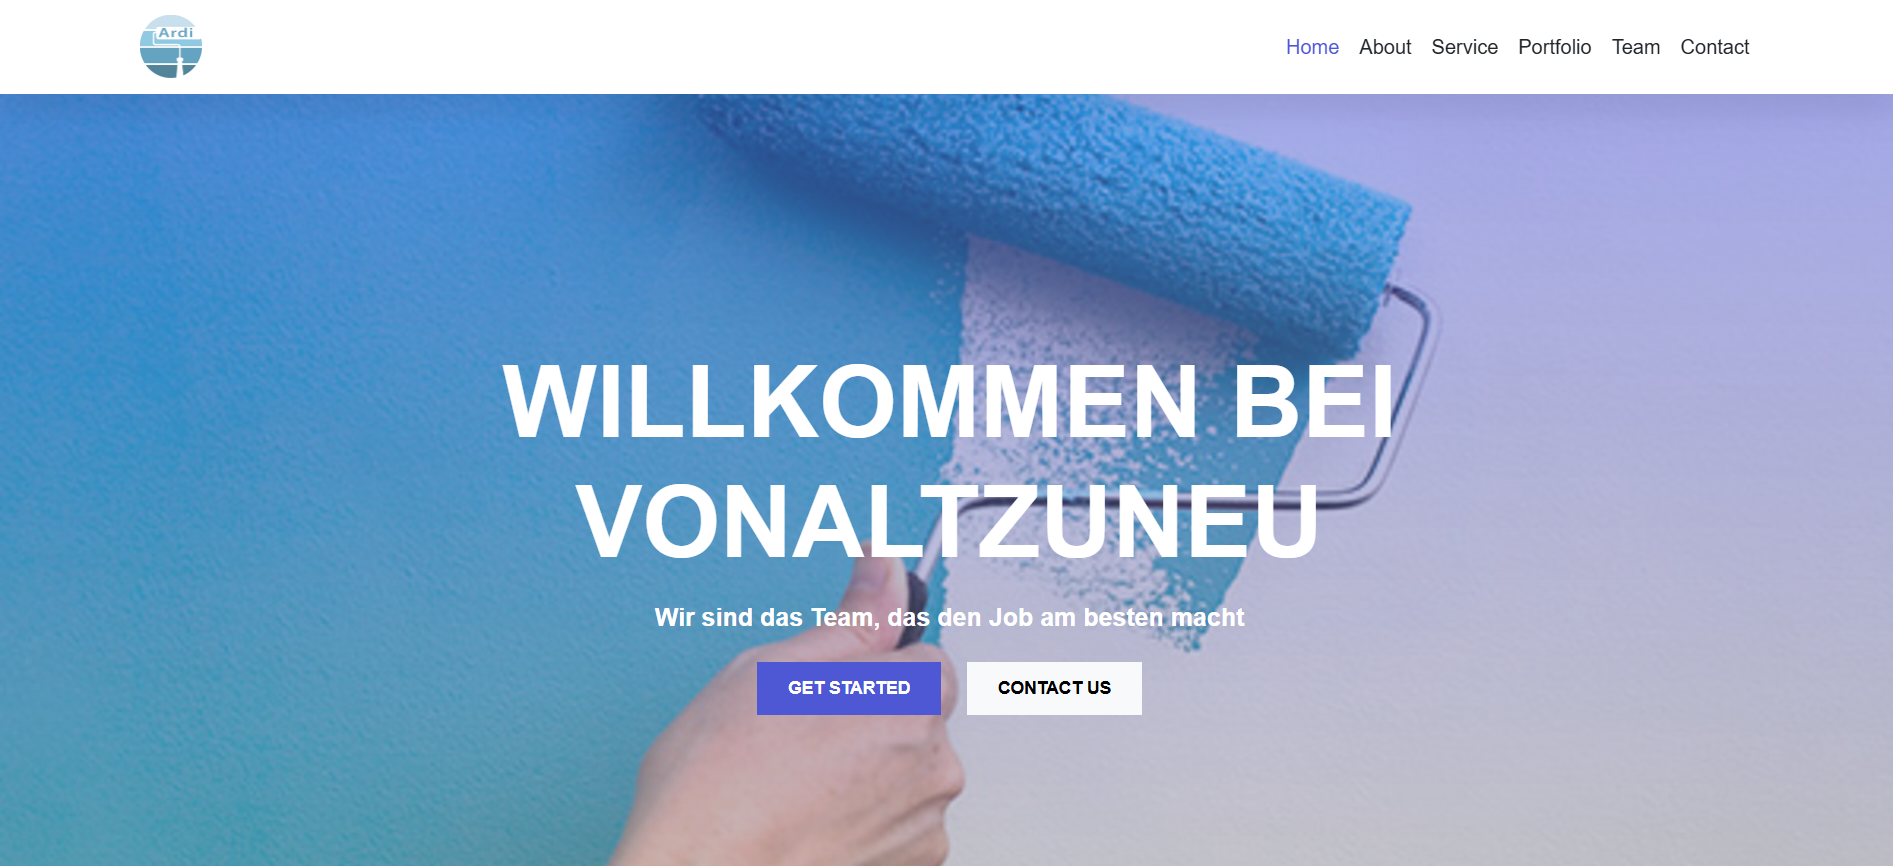 Ardi
Home About Service Portfolio Team Contact
WILLKOMMEN BEI
VONALTZUNEU
Wir sind das Team, das den Job am besten macht
GET STARTED CONTACT US